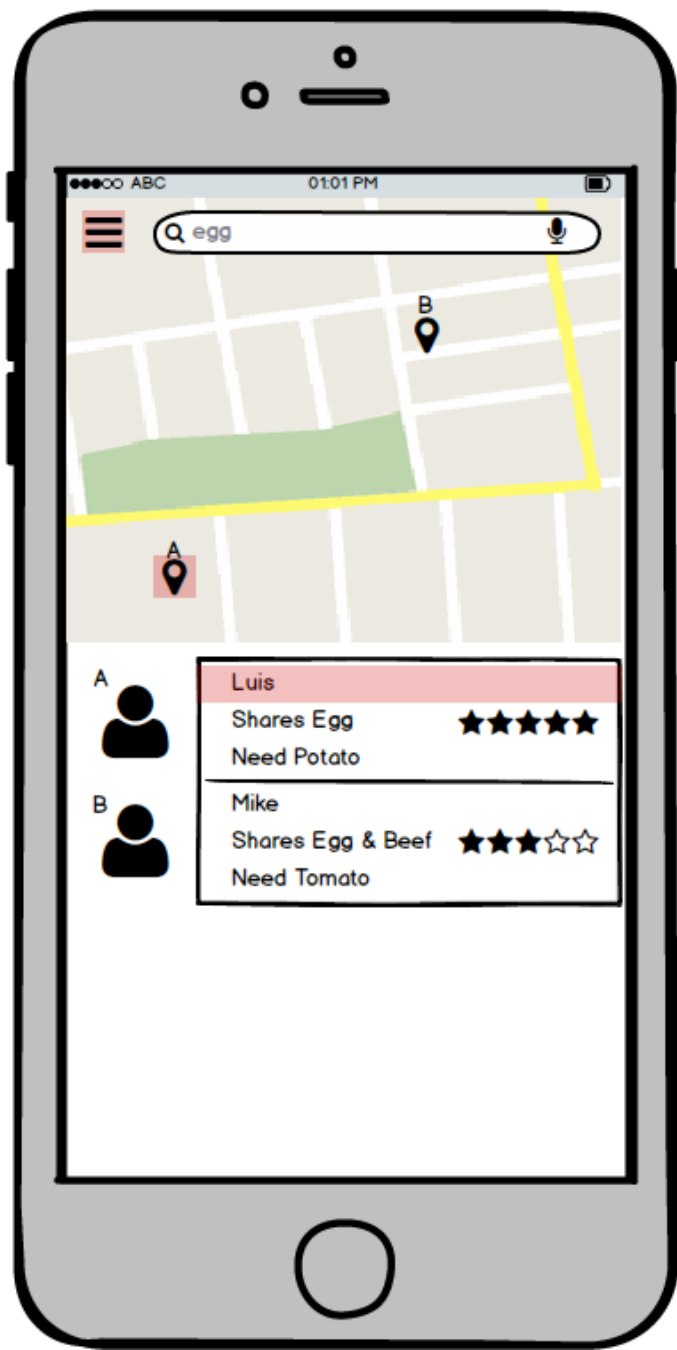 ABC 01:01 PM
egg
B
A
A
Luis
Shares Egg
Need Potato
B
Mike
Shares Egg & Beef
Need Tomato